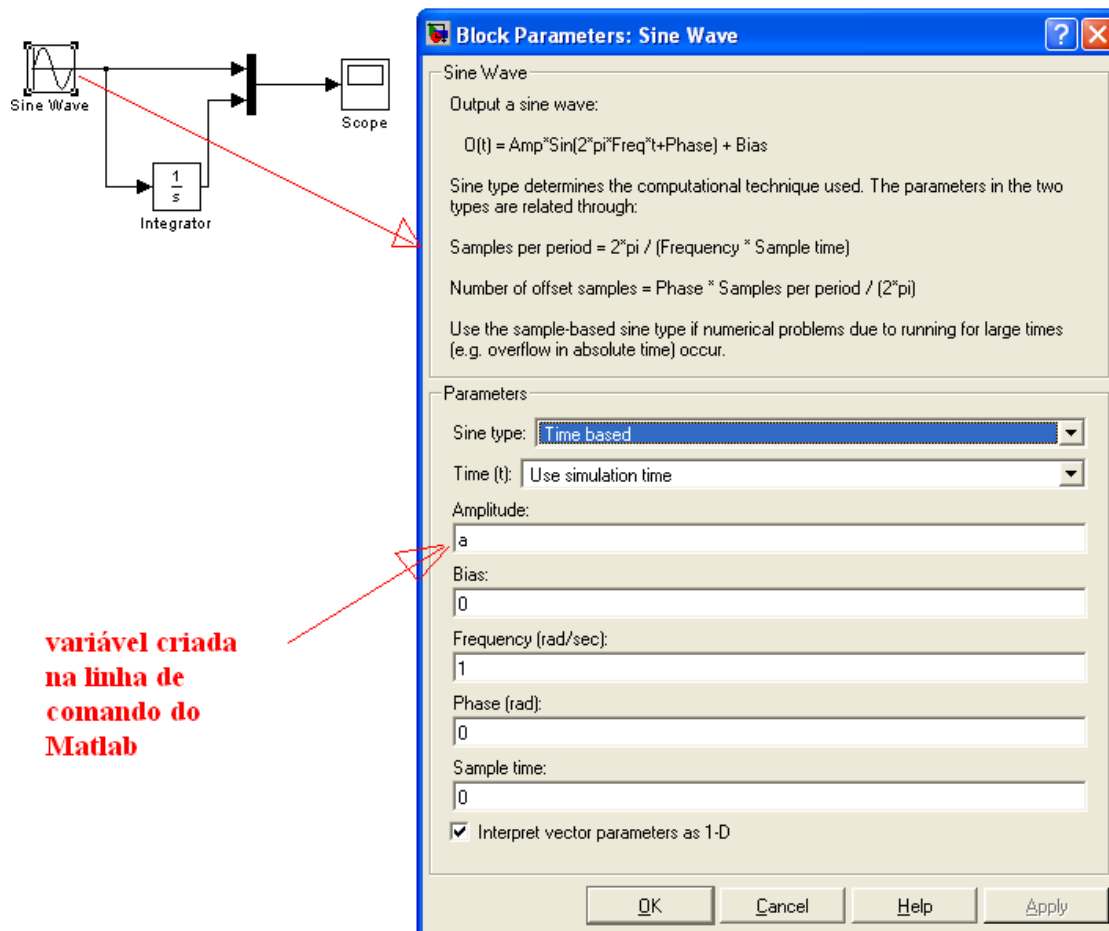 Sine Wave
1
s
Integrator
Scope
variável criada
na linha de
comando do
Matlab
Block Parameters: Sine Wave
?
Sine Wave
Output a sine wave:
O(t) = Amp*Sin(2*pi*Freq*t+Phase) + Bias
Sine type determines the computational technique used. The parameters in the two
types are related through:
Samples per period = 2*pi / (Frequency * Sample time)
Number of offset samples = Phase * Samples per period / (2*pi)
Use the sample-based sine type if numerical problems due to running for large times
(e.g. overflow in absolute time) occur.
Parameters
Sine type: Time based
Time (t): Use simulation time
Amplitude:
a
Bias:
0
Frequency (rad/sec):
1
Phase (rad):
0
Sample time:
0
Interpret vector parameters as 1-D
OK Cancel Help Apply